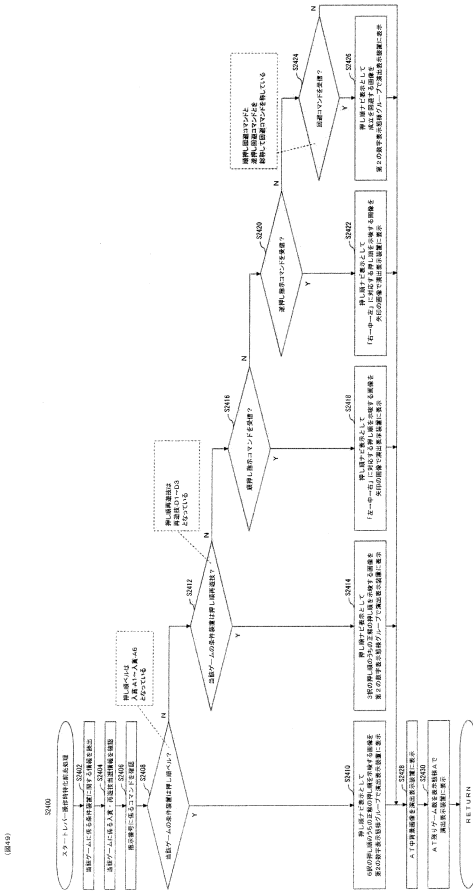 (図49)
S2400
スタートレバー操作時特化前兆処理
S2402
当該ゲームに係る条件装置に関する情報を読出
S2404
当該ゲームに係る入賞・再遊技当選情報を確認
S2406
指示番号に係るコマンドを確認
S2408
当該ゲームの条件装置は押し順ベル?
Y
N
押し順ベルは
入賞-A1～入賞-A6
となっている
S2410
押し順ナビ表示として
6択の押し順のうちの正解の押し順を示唆する画像を
第2の数字表示態様グループで演出表示装置に表示
S2412
当該ゲームの条件装置は押し順再遊技?
Y
N
押し順再遊技は
再遊技-D1～D3
となっている
S2414
押し順ナビ表示として
3択の押し順のうちの正解の押し順を示唆する画像を
第2の数字表示態様グループで演出表示装置に表示
S2416
順押し指示コマンドを受信?
Y
N
S2418
押し順ナビ表示として
「左→中→右」に対応する押し順を示唆する画像を
矢印の画像で演出表示装置に表示
S2420
逆押し指示コマンドを受信?
Y
N
S2422
押し順ナビ表示として
「右→中→左」に対応する押し順を示唆する画像を
矢印の画像で演出表示装置に表示
順押し回避コマンドと
逆押し回避コマンドとを
総称して回避コマンドを称している
S2424
回避コマンドを受信?
Y
N
S2426
押し順ナビ表示として
成立を回避する画像を
第2の数字表示態様グループで演出表示装置に表示
S2428
AT中背景画像を演出表示装置に表示
S2430
AT残りゲーム数を表示態様Aで
演出表示装置に表示
RETURN